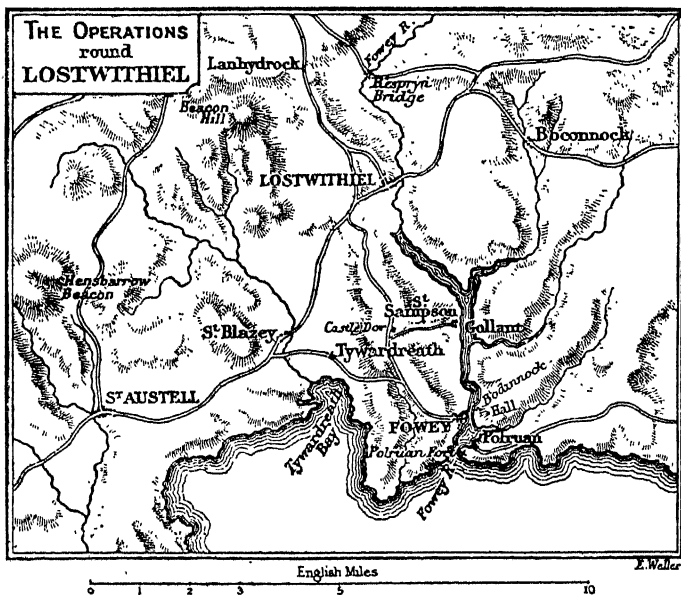 THE OPERATIONS
round
LOSTWITHIEL
Fowey R.
Lanhydrock
Respryn
Bridge
Beacon
Hill
Boconnock
LOSTWITHIEL
Hensbarrow
Beacon
St
Sampson
Castle Dor
Gollant
St Blazey
Tywardreath
ST AUSTELL
Bodinnock
Hall
Tywardreath
Bay
FOWEY
Polruan
Polruan Fort
Fowey R.
E. Weller
English Miles
0 1 2 3 5 10